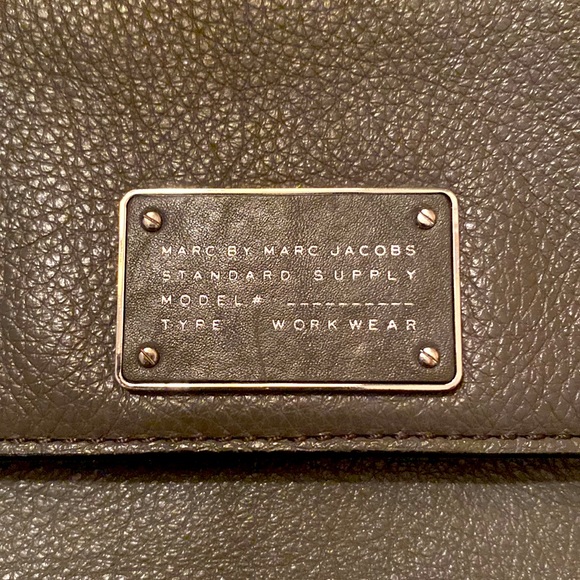 MARC BY MARC JACOBS
STANDARD SUPPLY
MODEL# __________
TYPE WORKWEAR